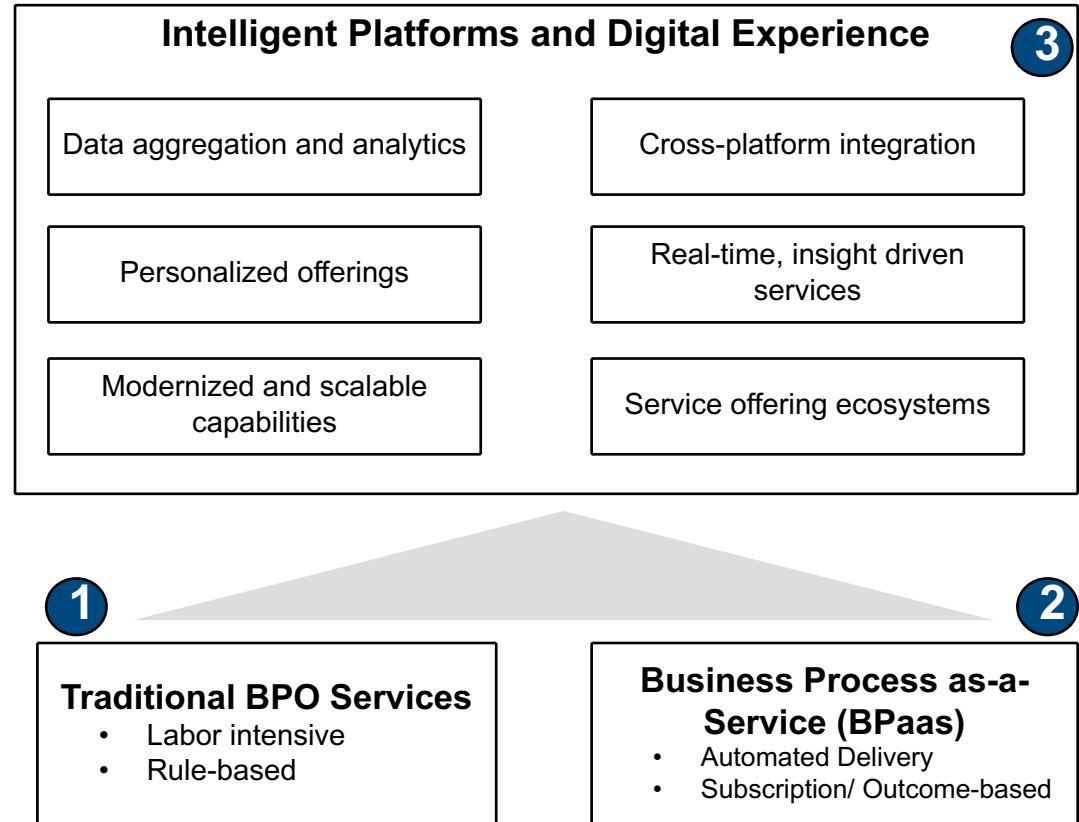 Intelligent Platforms and Digital Experience
3
Data aggregation and analytics
Cross-platform integration
Personalized offerings
Real-time, insight driven
services
Modernized and scalable
capabilities
Service offering ecosystems
1
2
Traditional BPO Services
• Labor intensive
• Rule-based
Business Process as-a-
Service (BPaas)
• Automated Delivery
• Subscription/ Outcome-based